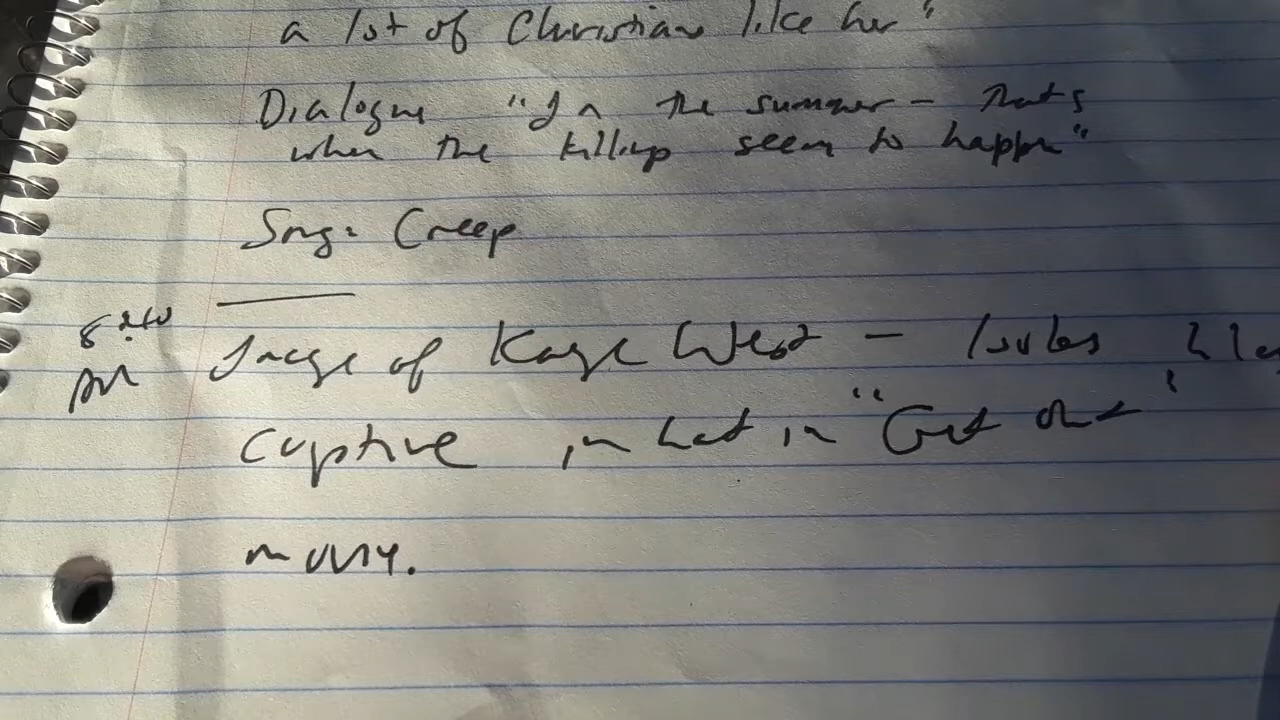 a lot of Christians like her"
Dialogue "In the summer - that's
when the killings seem to happen"
Song: Creep
8:20
PM Image of Kanye West - looks like
captive in hat in "Get Out"
movie.